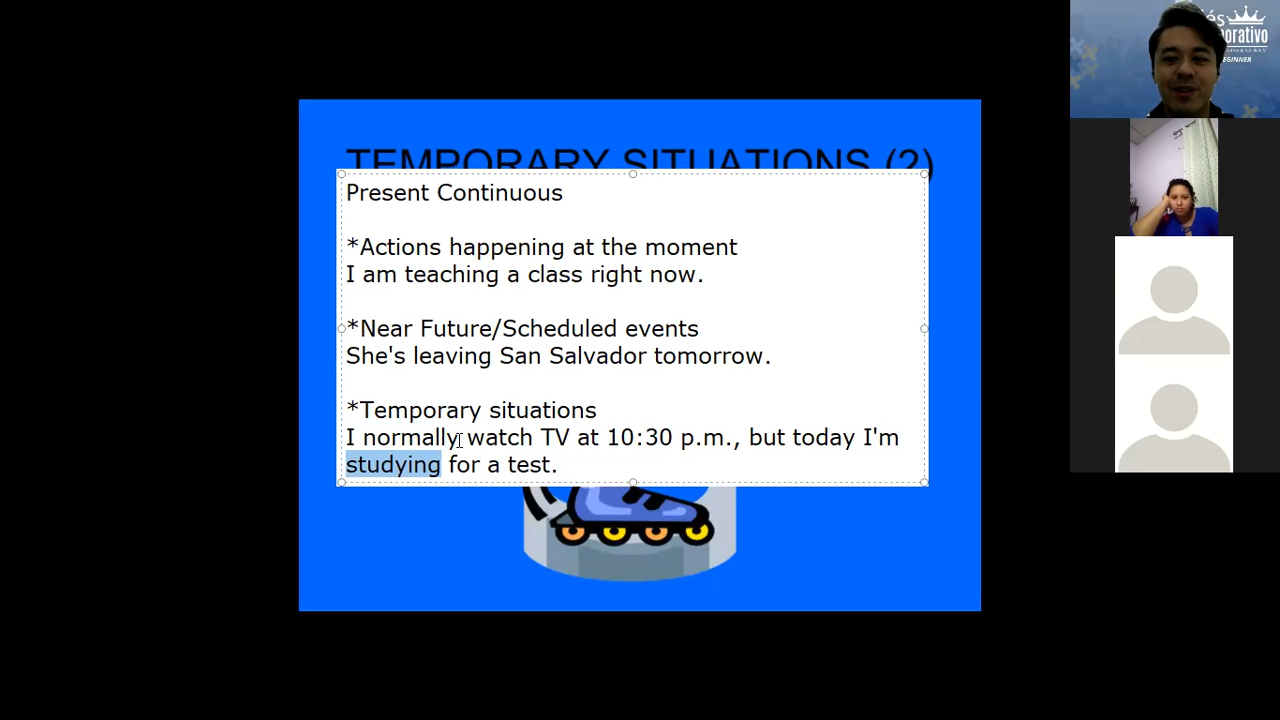 TEMPORARY SITUATIONS (2)
Present Continuous
*Actions happening at the moment
I am teaching a class right now.
*Near Future/Scheduled events
She's leaving San Salvador tomorrow.
*Temporary situations
I normally watch TV at 10:30 p.m., but today I'm
studying for a test.